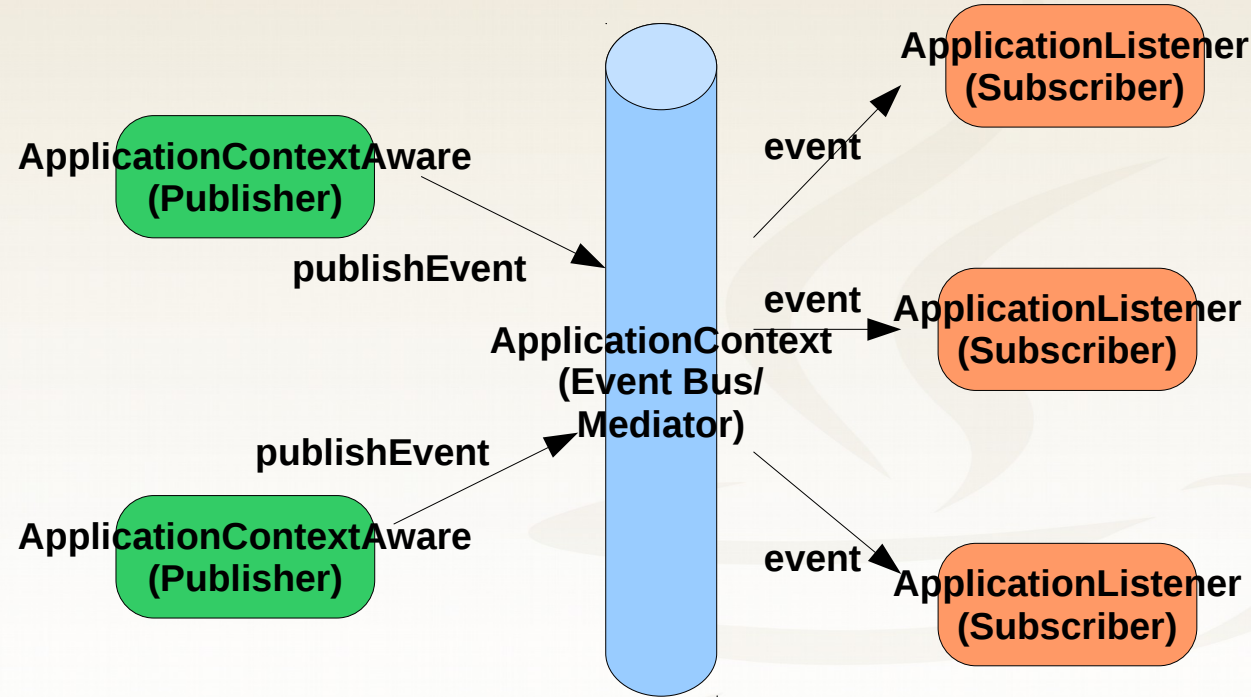 ApplicationContextAware
(Publisher)
publishEvent
publishEvent
ApplicationContextAware
(Publisher)
ApplicationContext
(Event Bus/
Mediator)
event
ApplicationListener
(Subscriber)
event
ApplicationListener
(Subscriber)
event
ApplicationListener
(Subscriber)